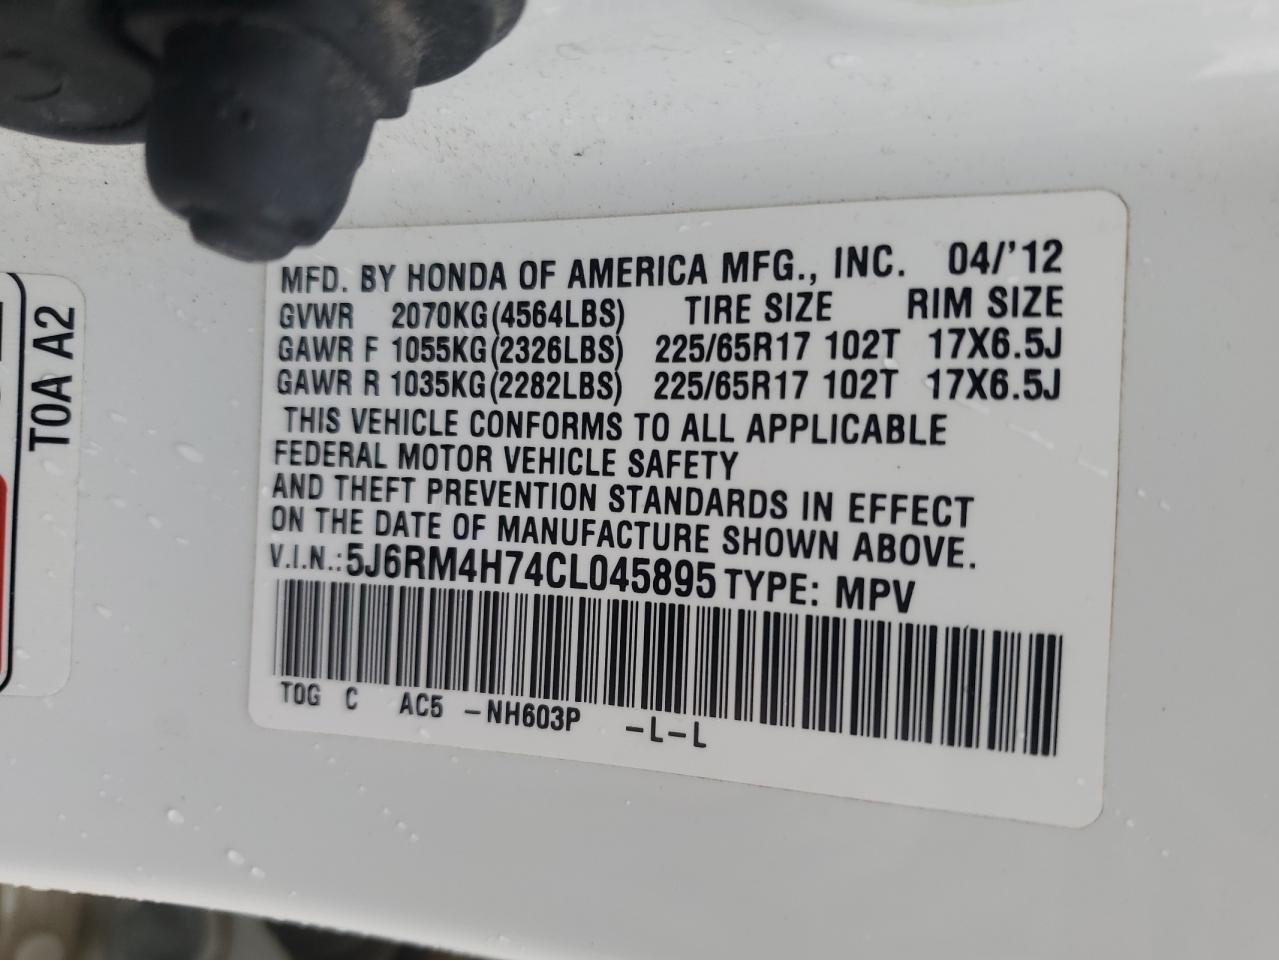 MFD. BY HONDA OF AMERICA MFG., INC. 04/'12
GVWR 2070KG(4564LBS) TIRE SIZE RIM SIZE
GAWR F 1055KG(2326LBS) 225/65R17 102T 17X6.5J
GAWR R 1035KG(2282LBS) 225/65R17 102T 17X6.5J
THIS VEHICLE CONFORMS TO ALL APPLICABLE
FEDERAL MOTOR VEHICLE SAFETY
AND THEFT PREVENTION STANDARDS IN EFFECT
ON THE DATE OF MANUFACTURE SHOWN ABOVE.
V.I.N.: 5J6RM4H74CL045895 TYPE: MPV
T0G C AC5 -NH603P -L-L
T0A A2